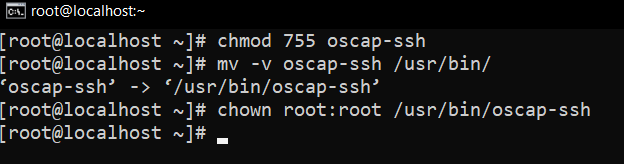 root@localhost:~
[root@localhost ~]# chmod 755 oscap-ssh
[root@localhost ~]# mv -v oscap-ssh /usr/bin/
‘oscap-ssh’ -> ‘/usr/bin/oscap-ssh’
[root@localhost ~]# chown root:root /usr/bin/oscap-ssh
[root@localhost ~]#